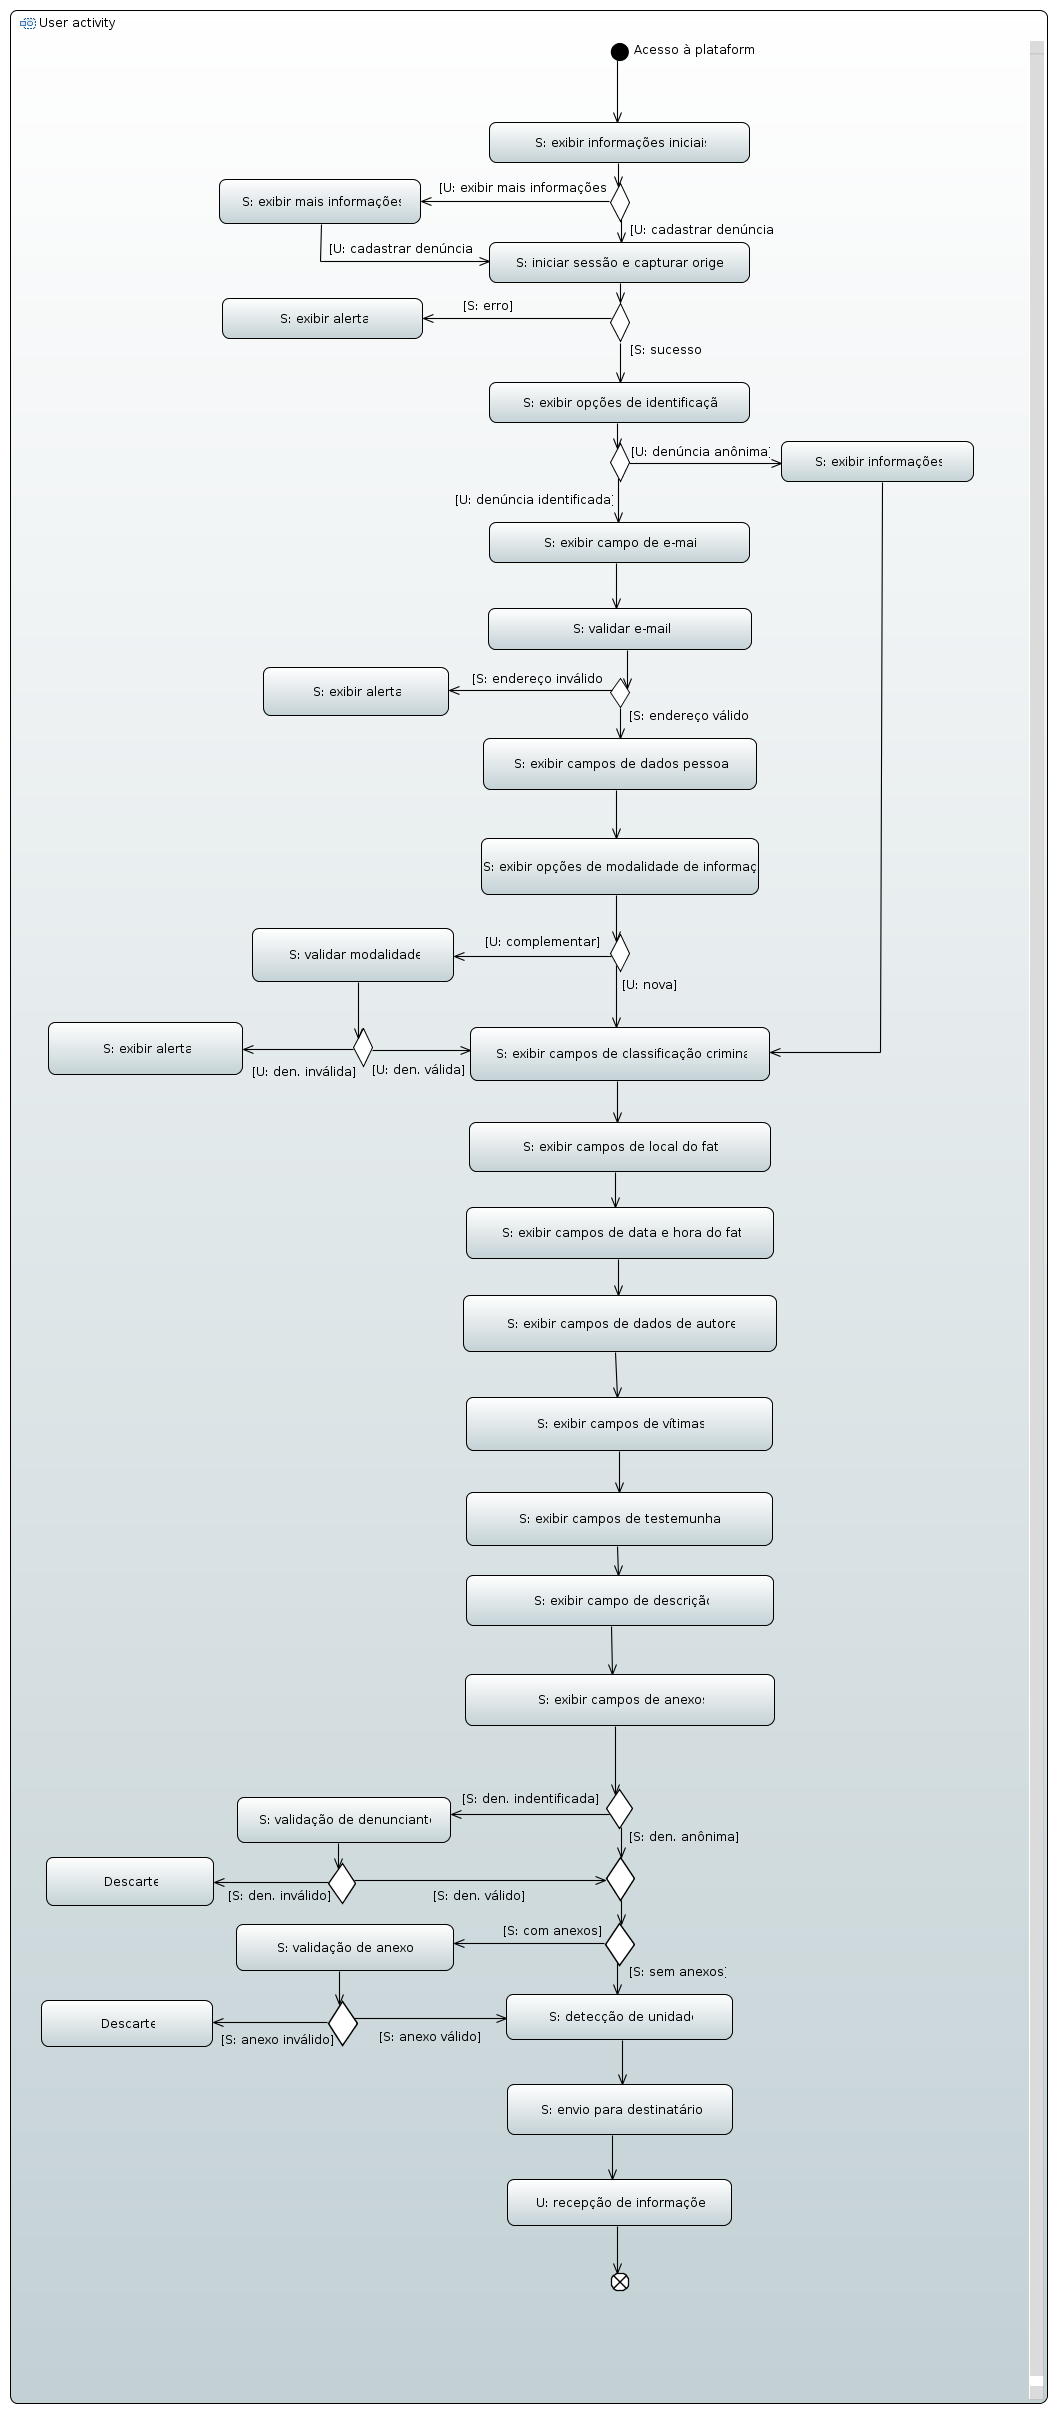 User activity
Acesso à plataform
S: exibir informações iniciais
[U: exibir mais informações
S: exibir mais informações
[U: cadastrar denúncia
[U: cadastrar denúncia
S: iniciar sessão e capturar orige
[S: erro]
S: exibir alerta
[S: sucesso
S: exibir opções de identificaçã
[U: denúncia anônima]
S: exibir informações
[U: denúncia identificada]
S: exibir campo de e-mai
S: validar e-mail
[S: endereço inválido
S: exibir alerta
[S: endereço válido
S: exibir campos de dados pessoa
S: exibir opções de modalidade de informaç
[U: complementar]
S: validar modalidade
[U: nova]
S: exibir alerta
S: exibir campos de classificação crimina
[U: den. inválida]
[U: den. válida]
S: exibir campos de local do fat
S: exibir campos de data e hora do fat
S: exibir campos de dados de autore
S: exibir campos de vítimas
S: exibir campos de testemunha
S: exibir campo de descrição
S: exibir campos de anexos
[S: den. indentificada]
S: validação de denunciante
[S: den. anônima]
Descarte
[S: den. inválido]
[S: den. válido]
[S: com anexos]
S: validação de anexo
[S: sem anexos]
Descarte
S: detecção de unidade
[S: anexo inválido]
[S: anexo válido]
S: envio para destinatário
U: recepção de informaçõe